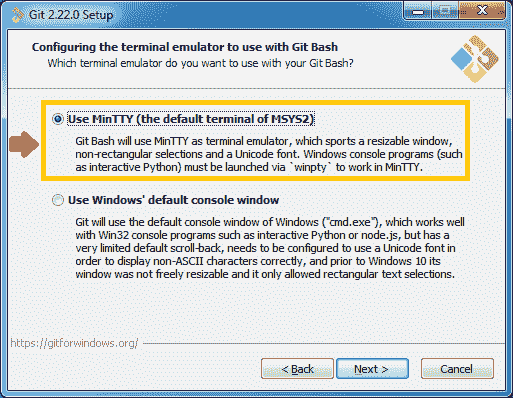 Git 2.22.0 Setup
Configuring the terminal emulator to use with Git Bash
Which terminal emulator do you want to use with your Git Bash?
Use MinTTY (the default terminal of MSYS2)
Git Bash will use MinTTY as terminal emulator, which sports a resizable window,
non-rectangular selections and a Unicode font. Windows console programs (such
as interactive Python) must be launched via `winpty` to work in MinTTY.
Use Windows' default console window
Git will use the default console window of Windows ("cmd.exe"), which works well
with Win32 console programs such as interactive Python or node.js, but has a
very limited default scroll-back, needs to be configured to use a Unicode font in
order to display non-ASCII characters correctly, and prior to Windows 10 its
window was not freely resizable and it only allowed rectangular text selections.
https://gitforwindows.org/
< Back
Next >
Cancel